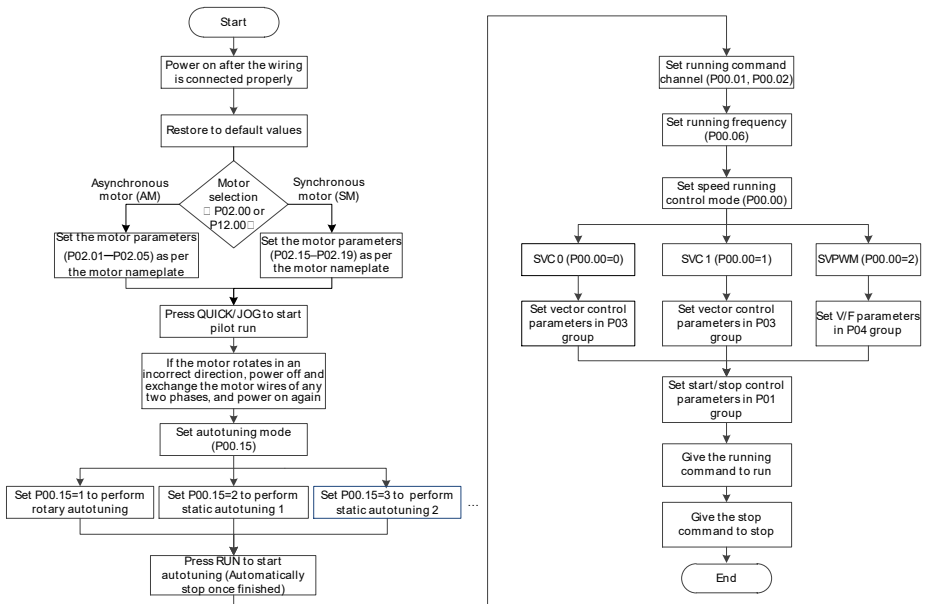 Start
Power on after the wiring
is connected properly
Restore to default values
Asynchronous
motor (AM)
Motor
selection
□ P02.00 or
P12.00□
Synchronous
motor (SM)
Set the motor parameters
(P02.01—P02.05) as per
the motor nameplate
Set the motor parameters
(P02.15–P02.19) as per
the motor nameplate
Press QUICK/JOG to start
pilot run
If the motor rotates in an
incorrect direction, power off and
exchange the motor wires of any
two phases, and power on again
Set autotuning mode
(P00.15)
Set P00.15=1 to perform
rotary autotuning
Set P00.15=2 to perform
static autotuning 1
Set P00.15=3 to perform
static autotuning 2
...
Press RUN to start
autotuning (Automatically
stop once finished)
Set running command
channel (P00.01, P00.02)
Set running frequency
(P00.06)
Set speed running
control mode (P00.00)
SVC 0 (P00.00=0)
SVC 1 (P00.00=1)
SVPWM (P00.00=2)
Set vector control
parameters in P03
group
Set vector control
parameters in P03
group
Set V/F parameters
in P04 group
Set start/stop control
parameters in P01
group
Give the running
command to run
Give the stop
command to stop
End